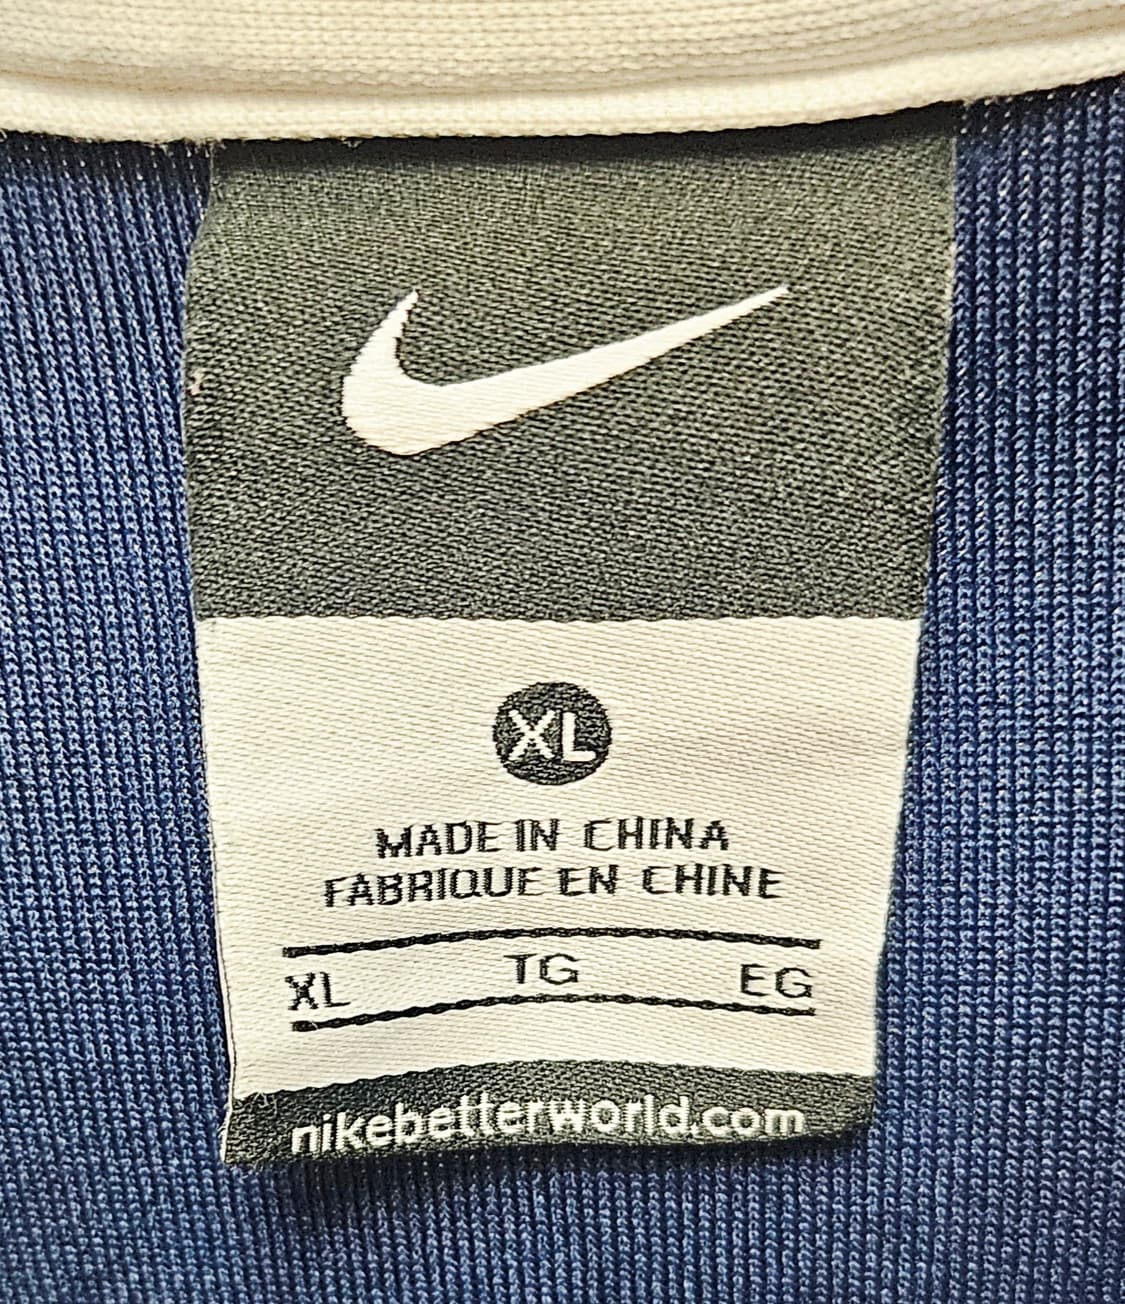 XL
MADE IN CHINA
FABRIQUE EN CHINE
XL TG EG
nikebetterworld.com